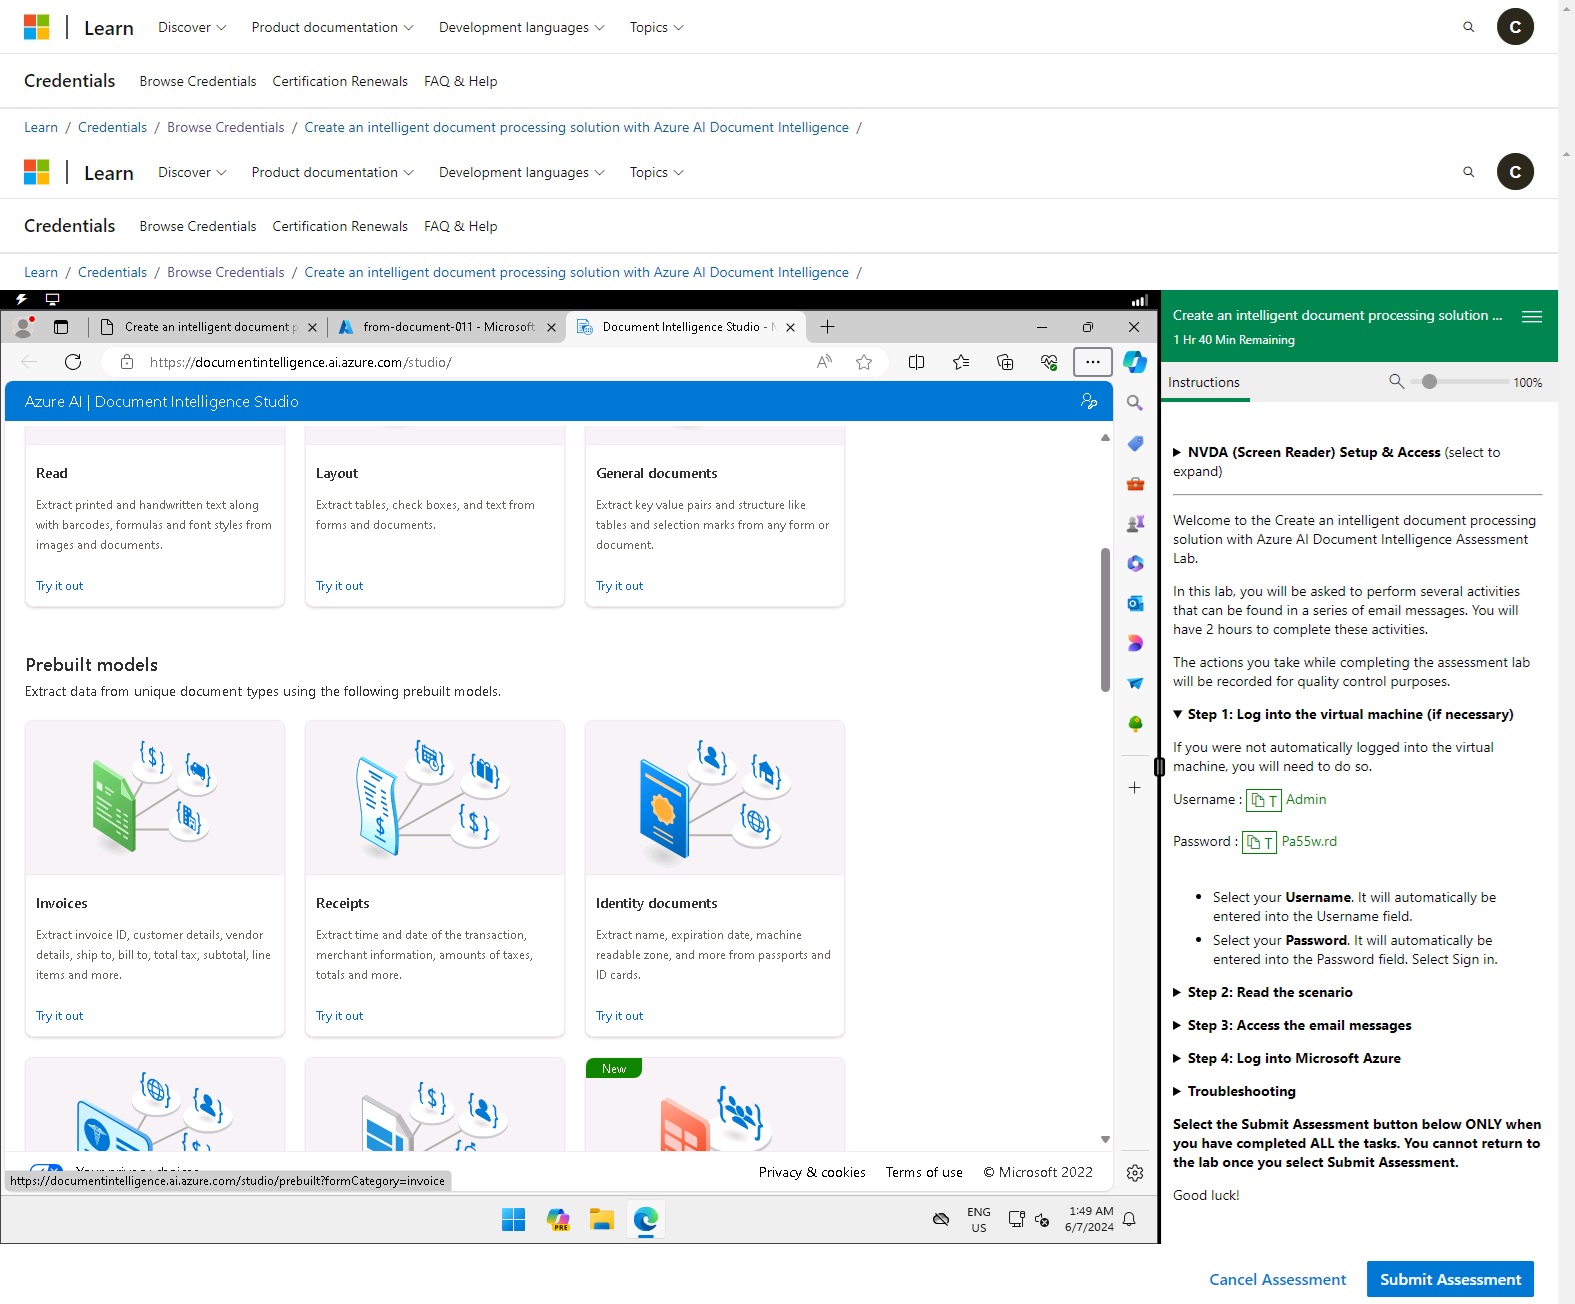 Learn Discover Product documentation Development languages Topics C
Credentials Browse Credentials Certification Renewals FAQ & Help
Learn / Credentials / Browse Credentials / Create an intelligent document processing solution with Azure AI Document Intelligence /
Learn Discover Product documentation Development languages Topics C
Credentials Browse Credentials Certification Renewals FAQ & Help
Learn / Credentials / Browse Credentials / Create an intelligent document processing solution with Azure AI Document Intelligence /
Create an intelligent document p from-document-011 - Microsoft Document Intelligence Studio -
https://documentintelligence.ai.azure.com/studio/
Azure AI | Document Intelligence Studio
Read
Extract printed and handwritten text along
with barcodes, formulas and font styles from
images and documents.
Try it out
Layout
Extract tables, check boxes, and text from
forms and documents.
Try it out
General documents
Extract key value pairs and structure like
tables and selection marks from any form or
document.
Try it out
Prebuilt models
Extract data from unique document types using the following prebuilt models.
Invoices
Extract invoice ID, customer details, vendor
details, ship to, bill to, total tax, subtotal, line
items and more.
Try it out
Receipts
Extract time and date of the transaction,
merchant information, amounts of taxes,
totals and more.
Try it out
Identity documents
Extract name, expiration date, machine
readable zone, and more from passports and
ID cards.
Try it out
New
Privacy & cookies Terms of use © Microsoft 2022
https://documentintelligence.ai.azure.com/studio/prebuilt?formCategory=invoice
PRE
ENG
US
1:49 AM
6/7/2024
Create an intelligent document processing solution ...
1 Hr 40 Min Remaining
Instructions 100%
NVDA (Screen Reader) Setup & Access (select to
expand)
Welcome to the Create an intelligent document processing
solution with Azure AI Document Intelligence Assessment
Lab.
In this lab, you will be asked to perform several activities
that can be found in a series of email messages. You will
have 2 hours to complete these activities.
The actions you take while completing the assessment lab
will be recorded for quality control purposes.
Step 1: Log into the virtual machine (if necessary)
If you were not automatically logged into the virtual
machine, you will need to do so.
Username : T Admin
Password : T Pa55w.rd
• Select your Username. It will automatically be
entered into the Username field.
• Select your Password. It will automatically be
entered into the Password field. Select Sign in.
Step 2: Read the scenario
Step 3: Access the email messages
Step 4: Log into Microsoft Azure
Troubleshooting
Select the Submit Assessment button below ONLY when
you have completed ALL the tasks. You cannot return to
the lab once you select Submit Assessment.
Good luck!
Cancel Assessment Submit Assessment